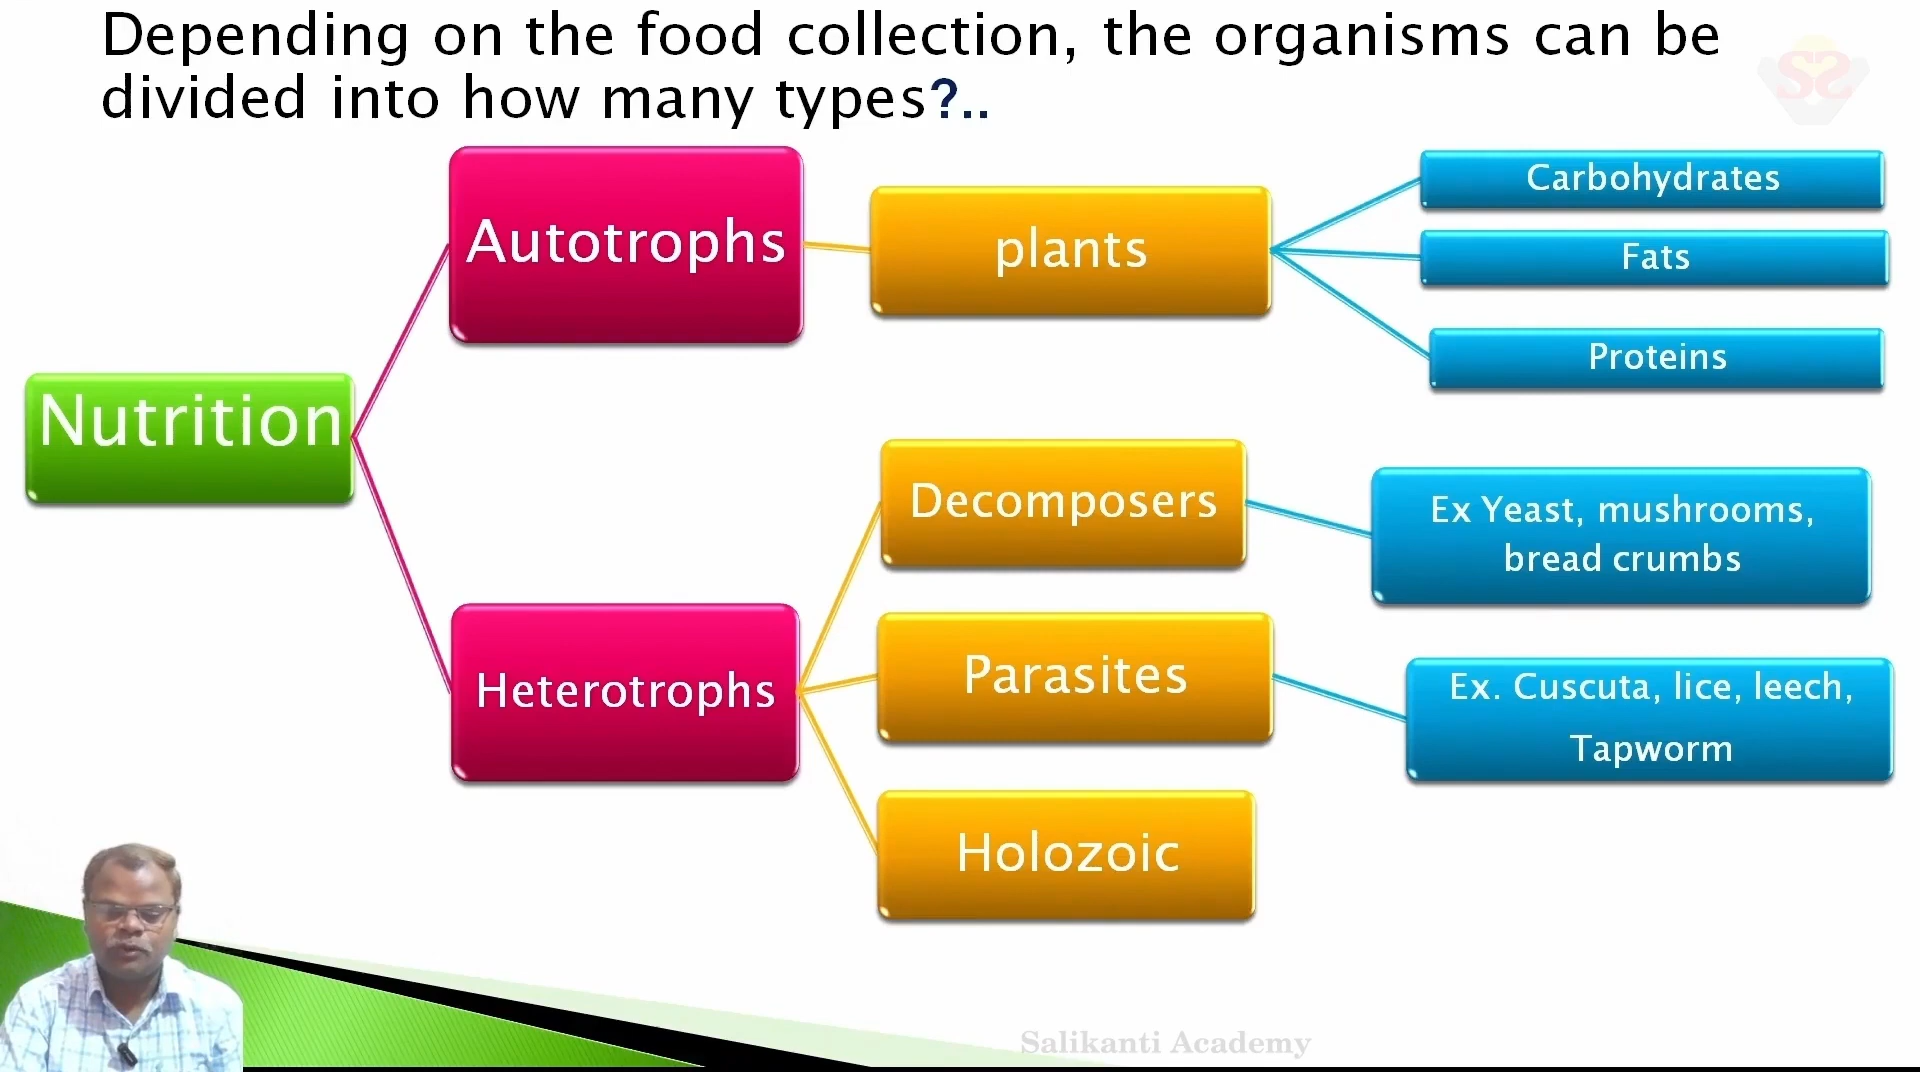 Depending on the food collection, the organisms can be
divided into how many types?..
SS
Autotrophs
plants
Carbohydrates
Fats
Proteins
Nutrition
Decomposers
Ex Yeast, mushrooms,
bread crumbs
Heterotrophs
Parasites
Ex. Cuscuta, lice, leech,
Tapworm
Holozoic
Salikanti Academy